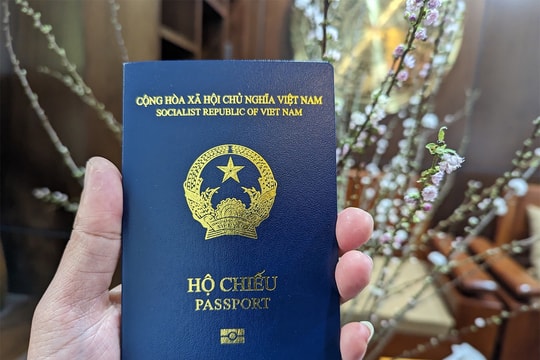 CỘNG HÒA XÃ HỘI CHỦ NGHĨA VIỆT NAM
SOCIALIST REPUBLIC OF VIET NAM
HỘ CHIẾU
PASSPORT